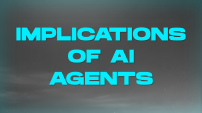 IMPLICATIONS
OF AI
AGENTS